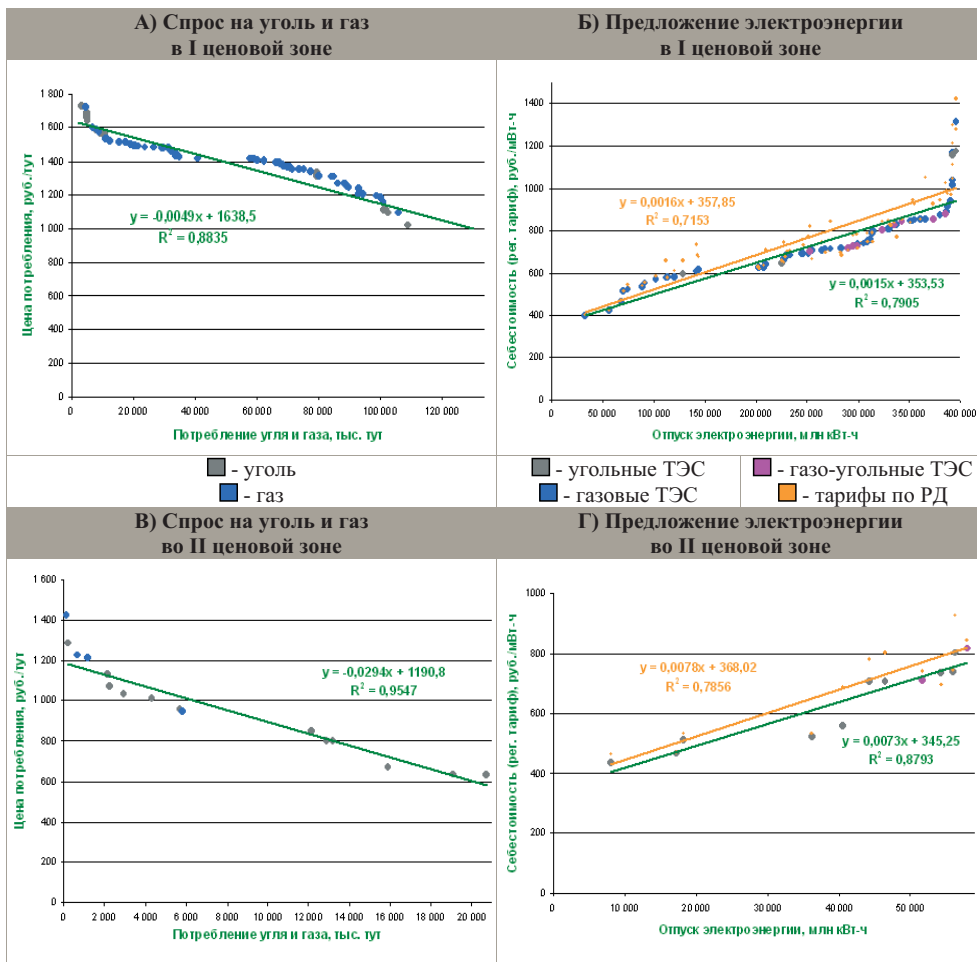 А) Спрос на уголь и газ
в I ценовой зоне
Б) Предложение электроэнергии
в I ценовой зоне
Цена потребления, руб./тут
1 800
1 600
1 400
1 200
1 000
800
600
400
200
0
y = -0,0049x + 1638,5
R² = 0,8835
0
20 000
40 000
60 000
80 000
100 000
120 000
Потребление угля и газа, тыс. тут
Себестоимость (рег. тариф), руб./мВт-ч
1400
1200
1000
800
600
400
200
0
y = 0,0016x + 357,85
R² = 0,7153
y = 0,0015x + 353,53
R² = 0,7905
0
50 000
100 000
150 000
200 000
250 000
300 000
350 000
400 000
Отпуск электроэнергии, млн кВт-ч
- уголь
- газ
- угольные ТЭС
- газовые ТЭС
- газо-угольные ТЭС
- тарифы по РД
В) Спрос на уголь и газ
во II ценовой зоне
Г) Предложение электроэнергии
во II ценовой зоне
Цена потребления, руб./тут
1 600
1 400
1 200
1 000
800
600
400
200
0
y = -0,0294x + 1190,8
R² = 0,9547
0
2 000
4 000
6 000
8 000
10 000
12 000
14 000
16 000
18 000
20 000
Потребление угля и газа, тыс. тут
Себестоимость (рег. тариф), руб./мВт-ч
1000
800
600
400
200
0
y = 0,0078x + 368,02
R² = 0,7856
y = 0,0073x + 345,25
R² = 0,8793
0
10 000
20 000
30 000
40 000
50 000
Отпуск электроэнергии, млн кВт-ч